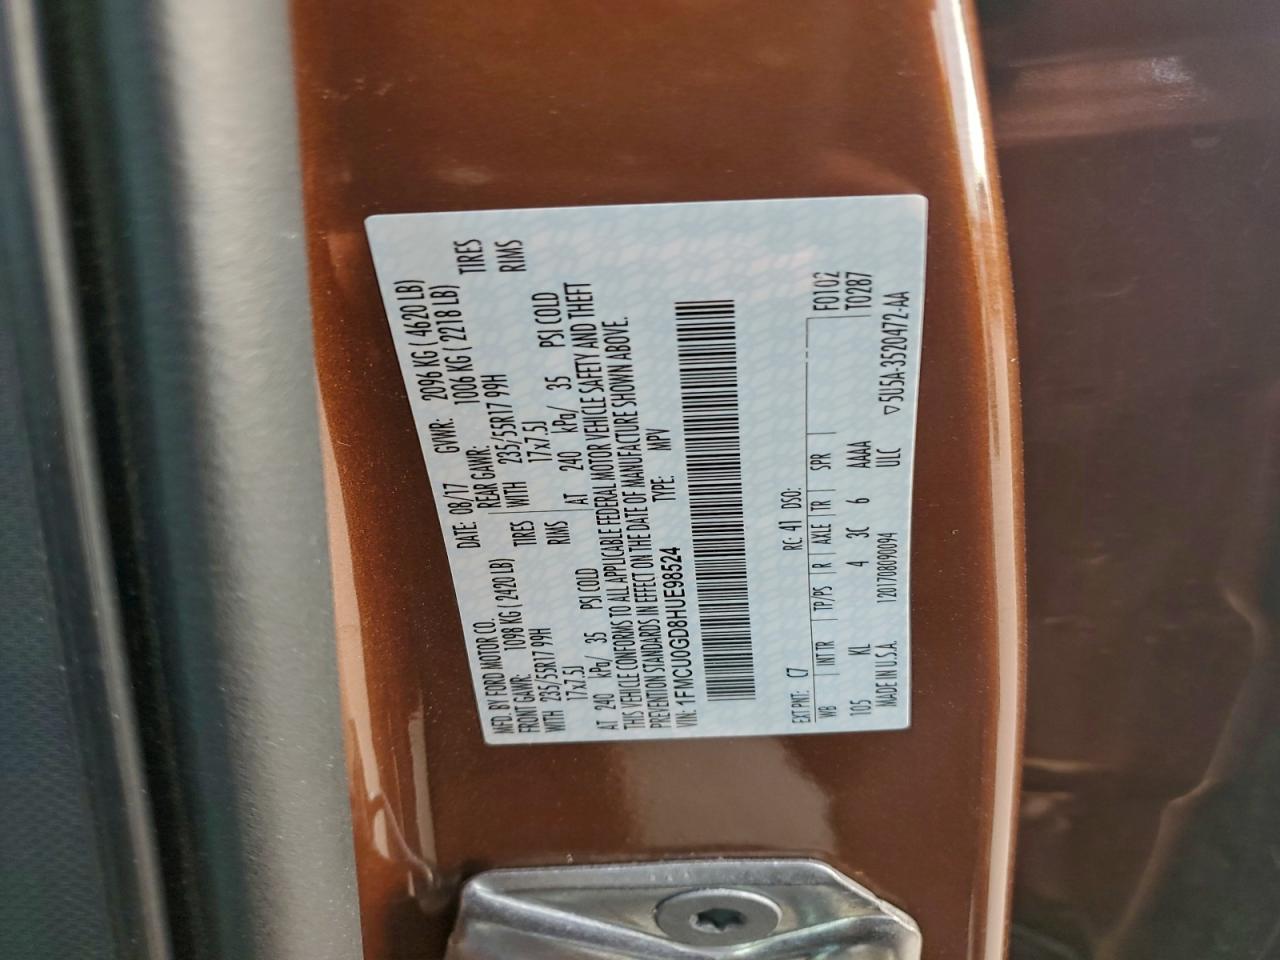 MFD. BY FORD MOTOR CO.
DATE: 08/17 GVWR: 2096 KG ( 4620 LB)
FRONT GAWR: 1098 KG ( 2420 LB) REAR GAWR: 1006 KG ( 2218 LB)
WITH 235/55R17 99H TIRES WITH 235/55R17 99H TIRES
17x7.5J RIMS 17x7.5J RIMS
AT 240 kPa/ 35 PSI COLD AT 240 kPa/ 35 PSI COLD
THIS VEHICLE CONFORMS TO ALL APPLICABLE FEDERAL MOTOR VEHICLE SAFETY AND THEFT
PREVENTION STANDARDS IN EFFECT ON THE DATE OF MANUFACTURE SHOWN ABOVE.
VIN: 1FMCU0GD8HUE98524 TYPE: MPV
EXT PNT: C7 RC: 41 DSO:
WB INT TR TP/PS R AXLE TR SPR F0102
105 KL 4 3C 6 AAAA T0287
MADE IN U.S.A. 120170809094 ULC ▽5U5A-3520472-AA